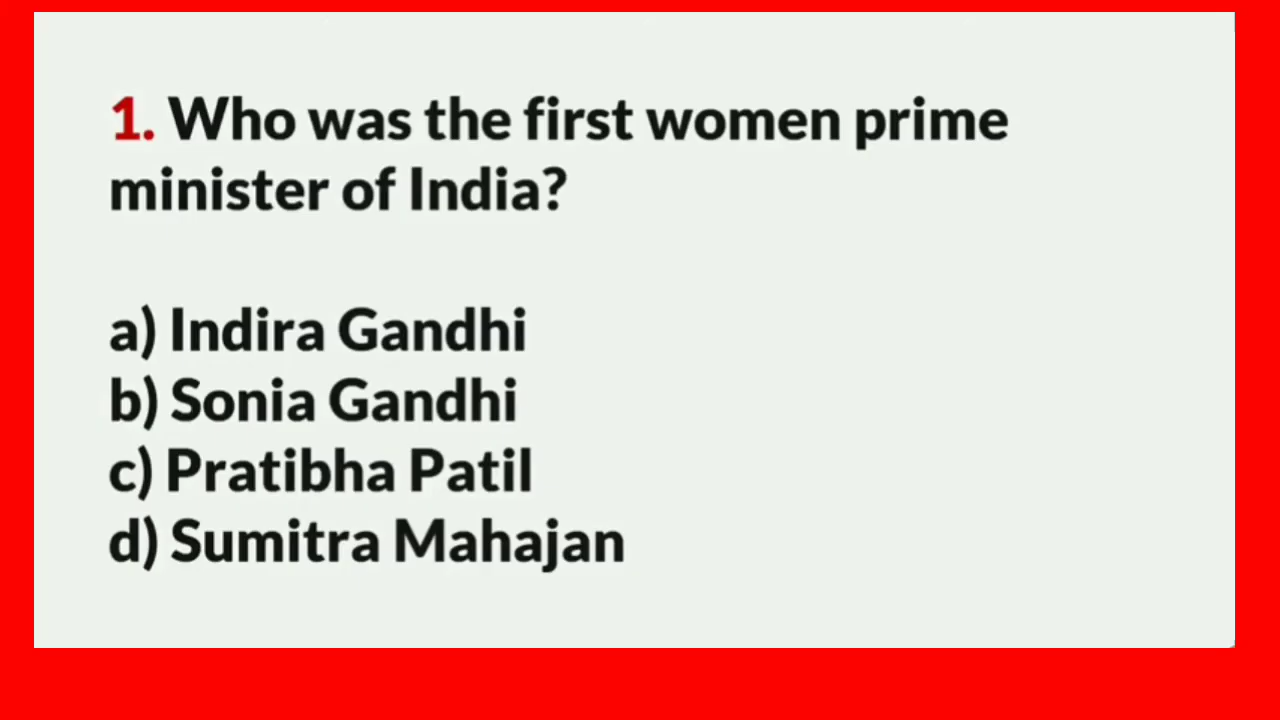 1. Who was the first women prime
minister of India?
a) Indira Gandhi
b) Sonia Gandhi
c) Pratibha Patil
d) Sumitra Mahajan